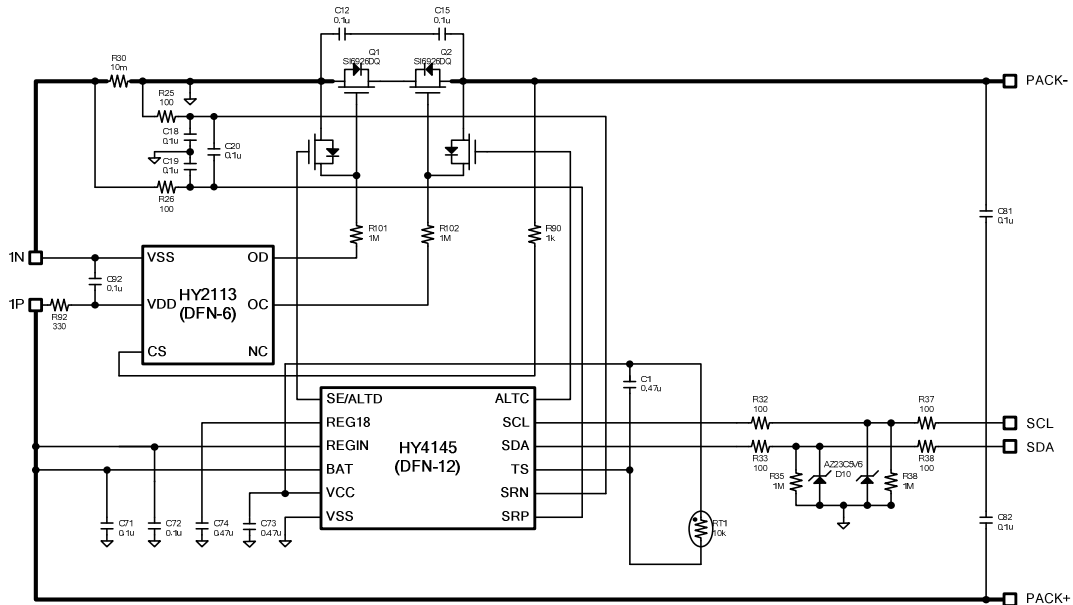 C12
0.1u
C15
0.1u
Q1
SI6926DQ
Q2
SI6926DQ
R30
10m
PACK-
R25
100
C18
0.1u
C20
0.1u
C19
0.1u
R26
100
R101
1M
R102
1M
R90
1k
C81
0.1u
1N
VSS
OD
C92
0.1u
HY2113
(DFN-6)
1P
R92
330
VDD
OC
CS
NC
C1
0.47u
SE/ALTD
ALTC
REG18
SCL
REGIN
SDA
HY4145
(DFN-12)
BAT
TS
VCC
SRN
VSS
SRP
R32
100
R37
100
SCL
SDA
R33
100
R38
100
AZ23C5V6
D10
R35
1M
R38
1M
C71
0.1u
C72
0.1u
C74
0.47u
C73
0.47u
RT1
10k
C82
0.1u
PACK+